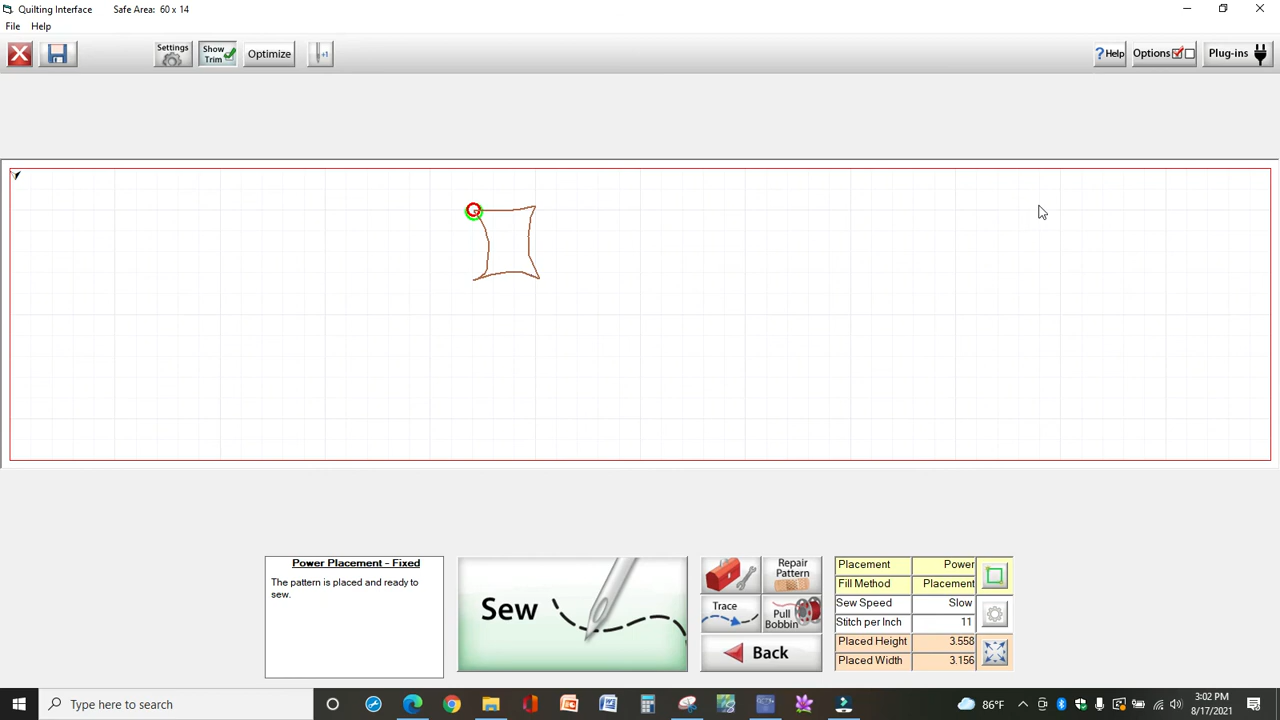 Quilting Interface Safe Area: 60 x 14
File Help
Settings
Show
Trim
Optimize
+1
?Help
Options
Plug-ins
Power Placement - Fixed
The pattern is placed and ready to
sew.
Sew
Repair
Pattern
Trace
Pull
Bobbin
Back
Placement Power
Fill Method Placement
Sew Speed Slow
Stitch per Inch 11
Placed Height 3.558
Placed Width 3.156
Type here to search
86°F
3:02 PM
8/17/2021